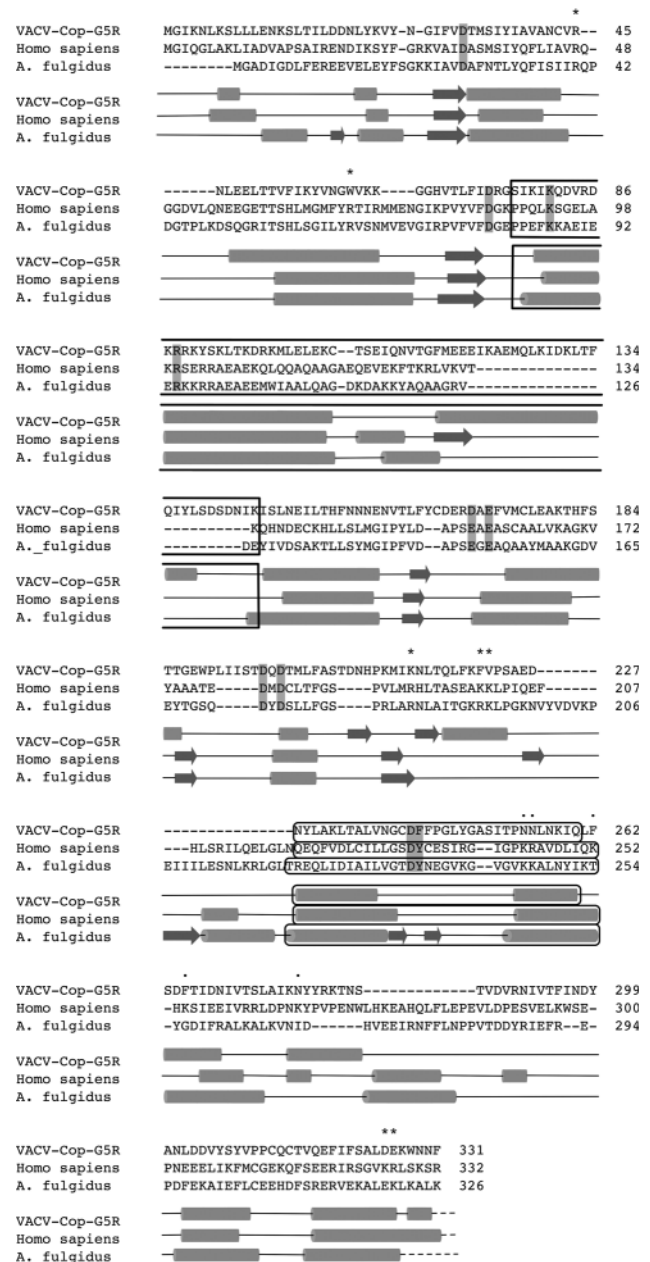 *
VACV-Cop-G5R MGIKNLKSLLLENKSLTILDDNLYKVY-N-GIFVDTMSIYIAVANCVR-- 45
Homo sapiens MGIQGLAKLIADVAPSAIRENDIKSYF-GRKVAIDASMSIYQFLIAVRQ- 48
A. fulgidus --------MGADIGDLFEREEVELEYFSGKKIAVDAFNTLYQFISIIRQP 42
VACV-Cop-G5R
Homo sapiens
A. fulgidus
*
VACV-Cop-G5R ------NLEELTTVFIKYVNGWVKK----GGHVTLFIDRGSIKIKQDVRD 86
Homo sapiens GGDVLQNEEGETTSHLMGMFYRTIRMMENGIKPVYVFDGKPPQLKSGELA 98
A. fulgidus DGTPLKDSQGRITSHLSGILYRVSNMVEVGIRPVFVFDGEPPEFKKAEIE 92
VACV-Cop-G5R
Homo sapiens
A. fulgidus
VACV-Cop-G5R KRRKYSKLTKDRKMLELEKC--TSEIQNVTGFMEEEIKAEMQLKIDKLTF 134
Homo sapiens KRSERRAEAEKQLQQAQAAGAEQEVEKFTKRLVKVT-------------- 134
A. fulgidus ERKKRRAEAEEMWIAALQAG-DKDAKKYAQAAGRV--------------- 126
VACV-Cop-G5R
Homo sapiens
A. fulgidus
VACV-Cop-G5R QIYLSDSDNIKISLNEILTHFNNNENVTLFYCDERDAEFVMCLEAKTHFS 184
Homo sapiens ----------KQHNDECKHLLSLMGIPYLD--APSEAEASCAALVKAGKV 172
A._fulgidus ---------DEYIVDSAKTLLSYMGIPFVD--APSEGEAQAAYMAAKGDV 165
VACV-Cop-G5R
Homo sapiens
A. fulgidus
* **
VACV-Cop-G5R TTGEWPLIISTDQDTMLFASTDNHPKMIKNLTQLFKFVPSAED------- 227
Homo sapiens YAAATE-----DMDCLTFGS----PVLMRHLTASEAKKLPIQEF------ 207
A. fulgidus EYTGSQ-----DYDSLLFGS----PRLARNLAITGKRKLPGKNVYVDVKP 206
VACV-Cop-G5R
Homo sapiens
A. fulgidus
.. .
VACV-Cop-G5R ---------------NYLAKLTALVNGCDFFPGLYGASITPNNLNKIQLF 262
Homo sapiens ---HLSRILQELGLNQEQFVDLCILLGSDYCESIRG--IGPKRAVDLIQK 252
A. fulgidus EIIILESNLKRLGLTREQLIDIAILVGTDYNEGVKG--VGVKKALNYIKT 254
VACV-Cop-G5R
Homo sapiens
A. fulgidus
. .
VACV-Cop-G5R SDFTIDNIVTSLAIKNYYRKTNS-------------TVDVRNIVTFINDY 299
Homo sapiens -HKSIEEIVRRLDPNKYPVPENWLHKEAHQLFLEPEVLDPESVELKWSE- 300
A. fulgidus -YGDIFRALKALKVNID------HVEEIRNFFLNPPVTDDYRIEFR--E- 294
VACV-Cop-G5R
Homo sapiens
A. fulgidus
**
VACV-Cop-G5R ANLDDVYSYVPPCQCTVQEFIFSALDEKWNNF 331
Homo sapiens PNEEELIKFMCGEKQFSEERIRSGVKRLSKSR 332
A. fulgidus PDFEKAIEFLCEEHDFSRERVEKALEKLKALK 326
VACV-Cop-G5R
Homo sapiens
A. fulgidus